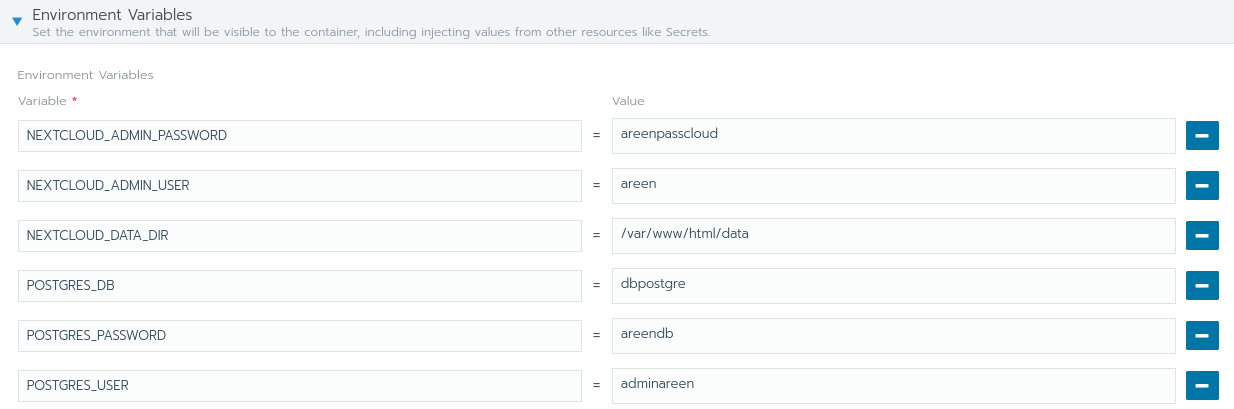 Environment Variables
Set the environment that will be visible to the container, including injecting values from other resources like Secrets.
Environment Variables
Variable * Value
NEXTCLOUD_ADMIN_PASSWORD = areenpasscloud
NEXTCLOUD_ADMIN_USER = areen
NEXTCLOUD_DATA_DIR = /var/www/html/data
POSTGRES_DB = dbpostgre
POSTGRES_PASSWORD = areendb
POSTGRES_USER = adminareen